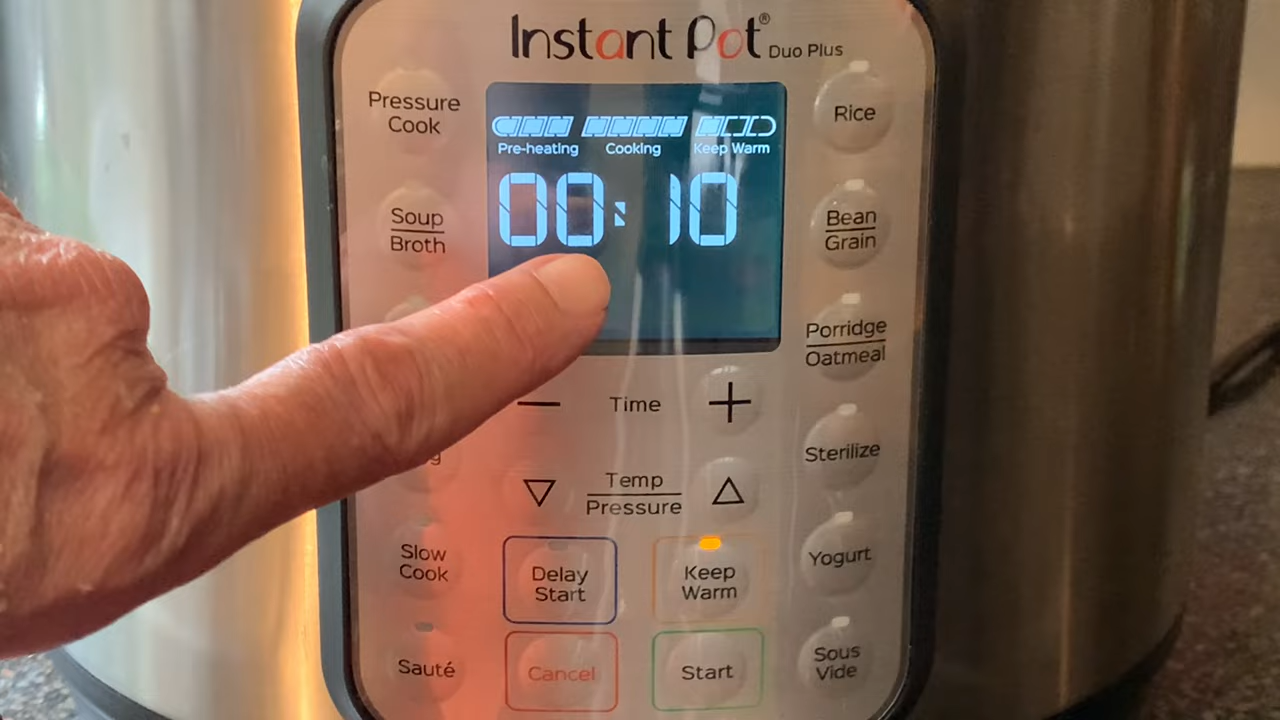 Instant Pot® Duo Plus
Pressure
Cook
Rice
Pre-heating Cooking Keep Warm
00:10
Soup
Broth
Bean
Grain
Porridge
Oatmeal
− Time +
g
Sterilize
Temp
Pressure
Slow
Cook
Delay
Start
Keep
Warm
Yogurt
Sauté
Cancel
Start
Sous
Vide